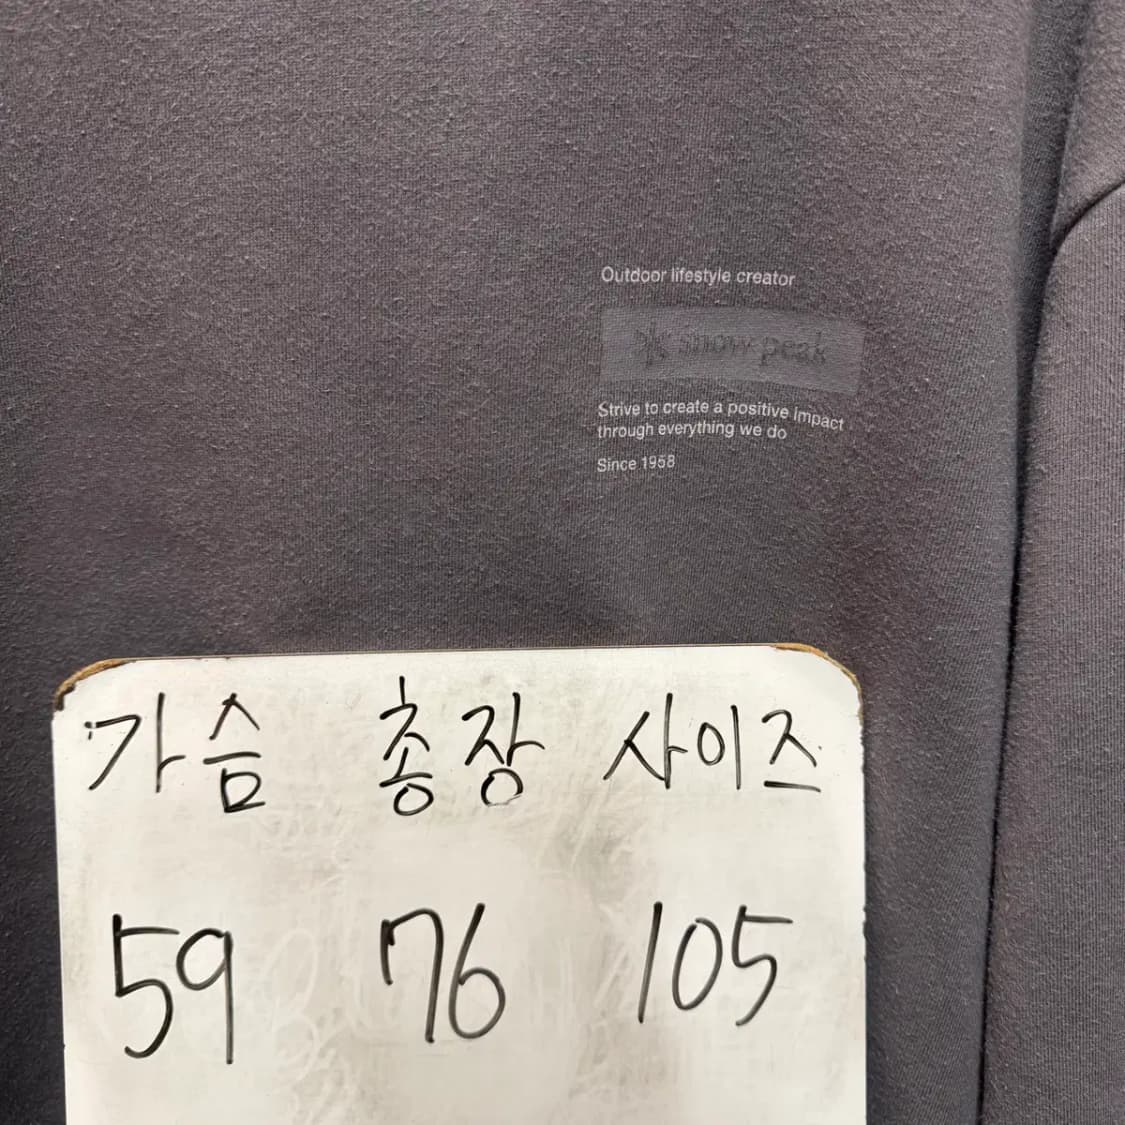 Outdoor lifestyle creator
snow peak
Strive to create a positive impact
through everything we do
Since 1958
가슴 총장 사이즈
59 76 105